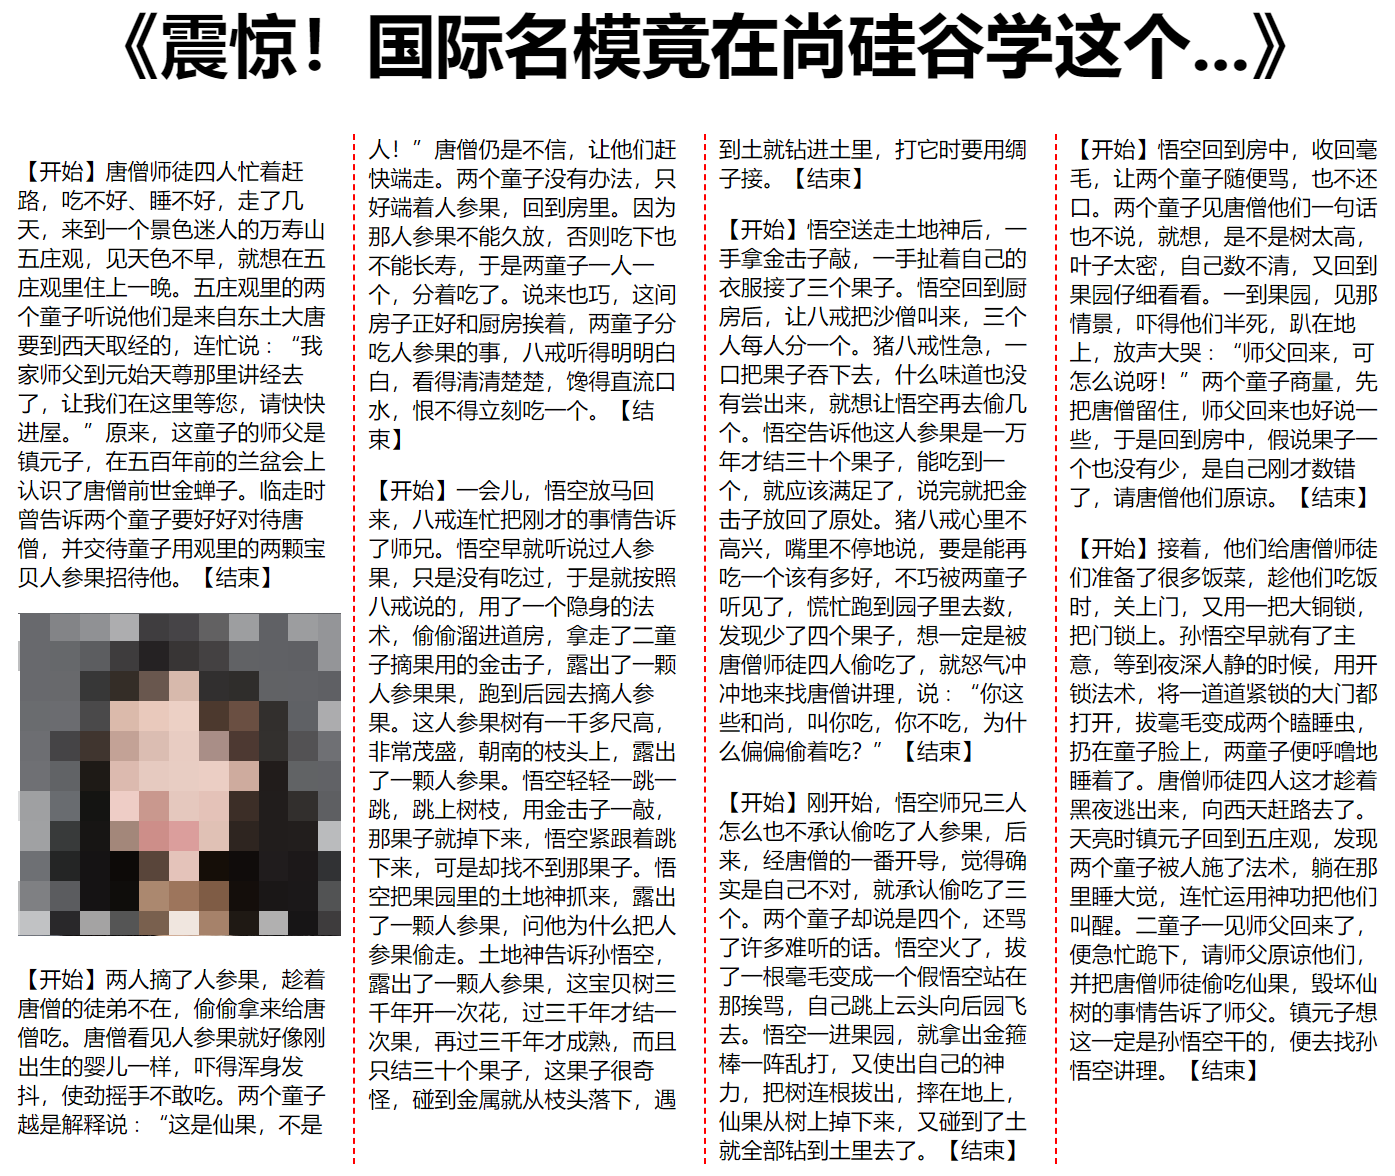 《震惊！国际名模竟在尚硅谷学这个...》
【开始】唐僧师徒四人忙着赶
路，吃不好、睡不好，走了几
天，来到一个景色迷人的万寿山
五庄观，见天色不早，就想在五
庄观里住上一晚。五庄观里的两
个童子听说他们是来自东土大唐
要到西天取经的，连忙说：“我
家师父到元始天尊那里讲经去
了，让我们在这里等您，请快快
进屋。”原来，这童子的师父是
镇元子，在五百年前的兰盆会上
认识了唐僧前世金蝉子。临走时
曾告诉两个童子要好好对待唐
僧，并交待童子用观里的两颗宝
贝人参果招待他。【结束】
【开始】两人摘了人参果，趁着
唐僧的徒弟不在，偷偷拿来给唐
僧吃。唐僧看见人参果就好像刚
出生的婴儿一样，吓得浑身发
抖，使劲摇手不敢吃。两个童子
越是解释说：“这是仙果，不是
人！”唐僧仍是不信，让他们赶
快端走。两个童子没有办法，只
好端着人参果，回到房里。因为
那人参果不能久放，否则吃下也
不能长寿，于是两童子一人一
个，分着吃了。说来也巧，这间
房子正好和厨房挨着，两童子分
吃人参果的事，八戒听得明明白
白，看得清清楚楚，馋得直流口
水，恨不得立刻吃一个。【结
束】
【开始】一会儿，悟空放马回
来，八戒连忙把刚才的事情告诉
了师兄。悟空早就听说过人参
果，只是没有吃过，于是就按照
八戒说的，用了一个隐身的法
术，偷偷溜进道房，拿走了二童
子摘果用的金击子，露出了一颗
人参果果，跑到后园去摘人参
果。这人参果树有一千多尺高，
非常茂盛，朝南的枝头上，露出
了一颗人参果。悟空轻轻一跳一
跳，跳上树枝，用金击子一敲，
那果子就掉下来，悟空紧跟着跳
下来，可是却找不到那果子。悟
空把果园里的土地神抓来，露出
了一颗人参果，问他为什么把人
参果偷走。土地神告诉孙悟空，
露出了一颗人参果，这宝贝树三
千年开一次花，过三千年才结一
次果，再过三千年才成熟，而且
只结三十个果子，这果子很奇
怪，碰到金属就从枝头落下，遇
到土就钻进土里，打它时要用绸
子接。【结束】
【开始】悟空送走土地神后，一
手拿金击子敲，一手扯着自己的
衣服接了三个果子。悟空回到厨
房后，让八戒把沙僧叫来，三个
人每人分一个。猪八戒性急，一
口把果子吞下去，什么味道也没
有尝出来，就想让悟空再去偷几
个。悟空告诉他这人参果是一万
年才结三十个果子，能吃到一
个，就应该满足了，说完就把金
击子放回了原处。猪八戒心里不
高兴，嘴里不停地说，要是能再
吃一个该有多好，不巧被两童子
听见了，慌忙跑到园子里去数，
发现少了四个果子，想一定是被
唐僧师徒四人偷吃了，就怒气冲
冲地来找唐僧讲理，说：“你这
些和尚，叫你吃，你不吃，为什
么偏偏偷着吃？”【结束】
【开始】刚开始，悟空师兄三人
怎么也不承认偷吃了人参果，后
来，经唐僧的一番开导，觉得确
实是自己不对，就承认偷吃了三
个。两个童子却说是四个，还骂
了许多难听的话。悟空火了，拔
了一根毫毛变成一个假悟空站在
那挨骂，自己跳上云头向后园飞
去。悟空一进果园，就拿出金箍
棒一阵乱打，又使出自己的神
力，把树连根拔出，摔在地上，
仙果从树上掉下来，又碰到了土
就全部钻到土里去了。【结束】
【开始】悟空回到房中，收回毫
毛，让两个童子随便骂，也不还
口。两个童子见唐僧他们一句话
也不说，就想，是不是树太高，
叶子太密，自己数不清，又回到
果园仔细看看。一到果园，见那
情景，吓得他们半死，趴在地
上，放声大哭：“师父回来，可
怎么说呀！”两个童子商量，先
把唐僧留住，师父回来也好说一
些，于是回到房中，假说果子一
个也没有少，是自己刚才数错
了，请唐僧他们原谅。【结束】
【开始】接着，他们给唐僧师徒
们准备了很多饭菜，趁他们吃饭
时，关上门，又用一把大铜锁，
把门锁上。孙悟空早就有了主
意，等到夜深人静的时候，用开
锁法术，将一道道紧锁的大门都
打开，拔毫毛变成两个瞌睡虫，
扔在童子脸上，两童子便呼噜地
睡着了。唐僧师徒四人这才趁着
黑夜逃出来，向西天赶路去了。
天亮时镇元子回到五庄观，发现
两个童子被人施了法术，躺在那
里睡大觉，连忙运用神功把他们
叫醒。二童子一见师父回来了，
便急忙跪下，请师父原谅他们，
并把唐僧师徒偷吃仙果，毁坏仙
树的事情告诉了师父。镇元子想
这一定是孙悟空干的，便去找孙
悟空讲理。【结束】